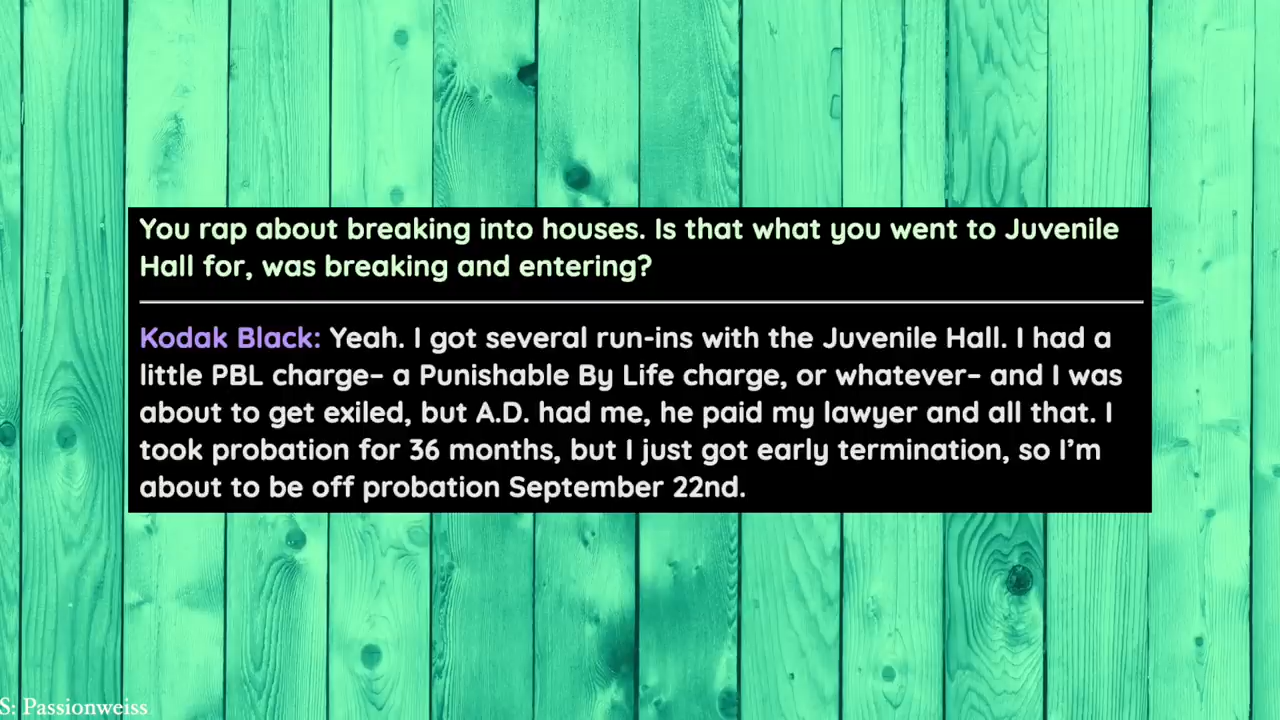 You rap about breaking into houses. Is that what you went to Juvenile
Hall for, was breaking and entering?
Kodak Black: Yeah. I got several run-ins with the Juvenile Hall. I had a
little PBL charge– a Punishable By Life charge, or whatever– and I was
about to get exiled, but A.D. had me, he paid my lawyer and all that. I
took probation for 36 months, but I just got early termination, so I’m
about to be off probation September 22nd.
S: Passionweiss